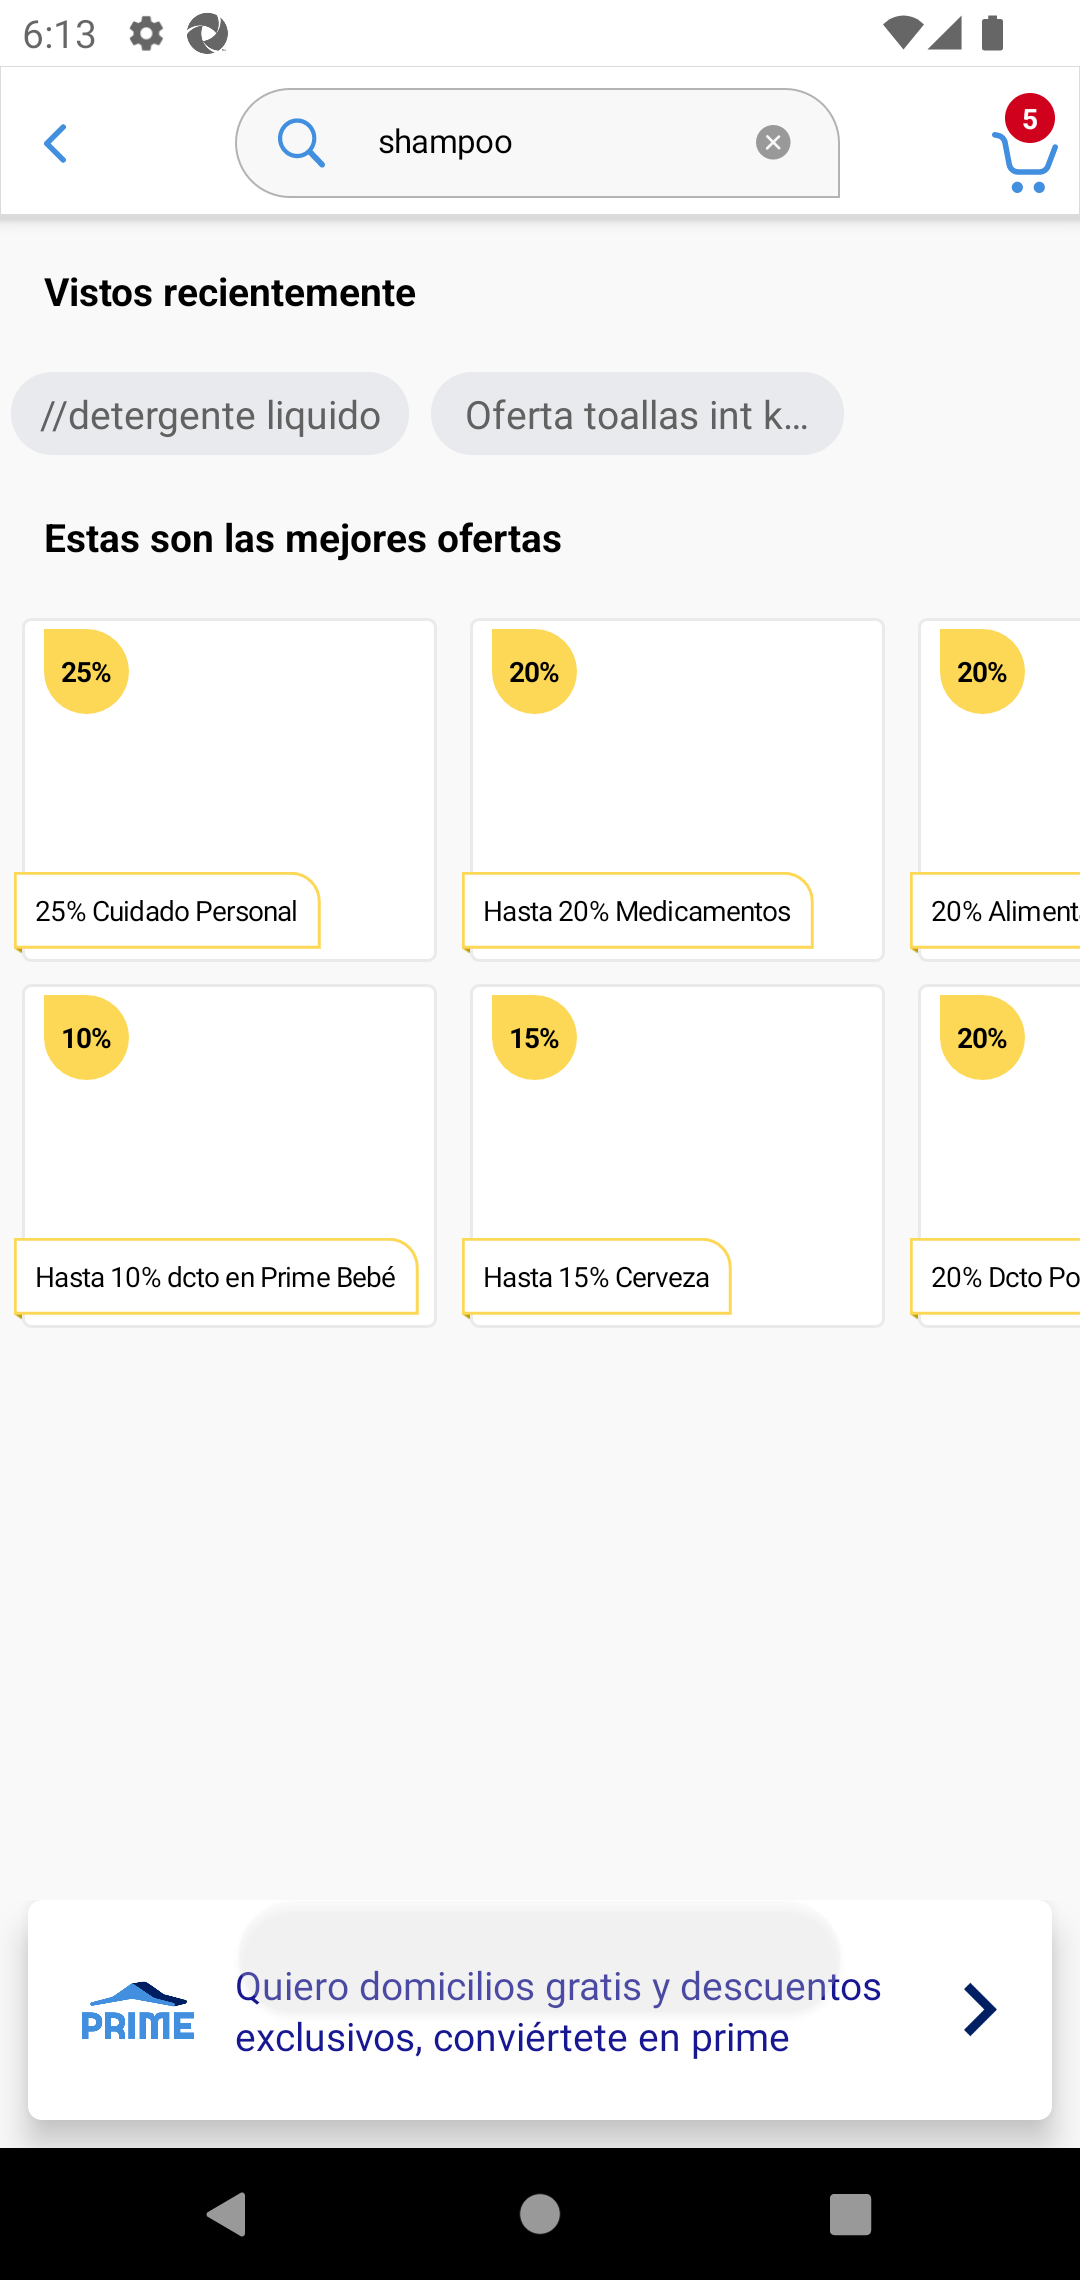 6:13
shampoo
5
Vistos recientemente
//detergente liquido
Oferta toallas int k...
Estas son las mejores ofertas
25%
20%
20%
25% Cuidado Personal
Hasta 20% Medicamentos
20% Aliment
10%
15%
20%
Hasta 10% dcto en Prime Bebé
Hasta 15% Cerveza
20% Dcto Po
PRIME
Quiero domicilios gratis y descuentos
exclusivos, conviértete en prime